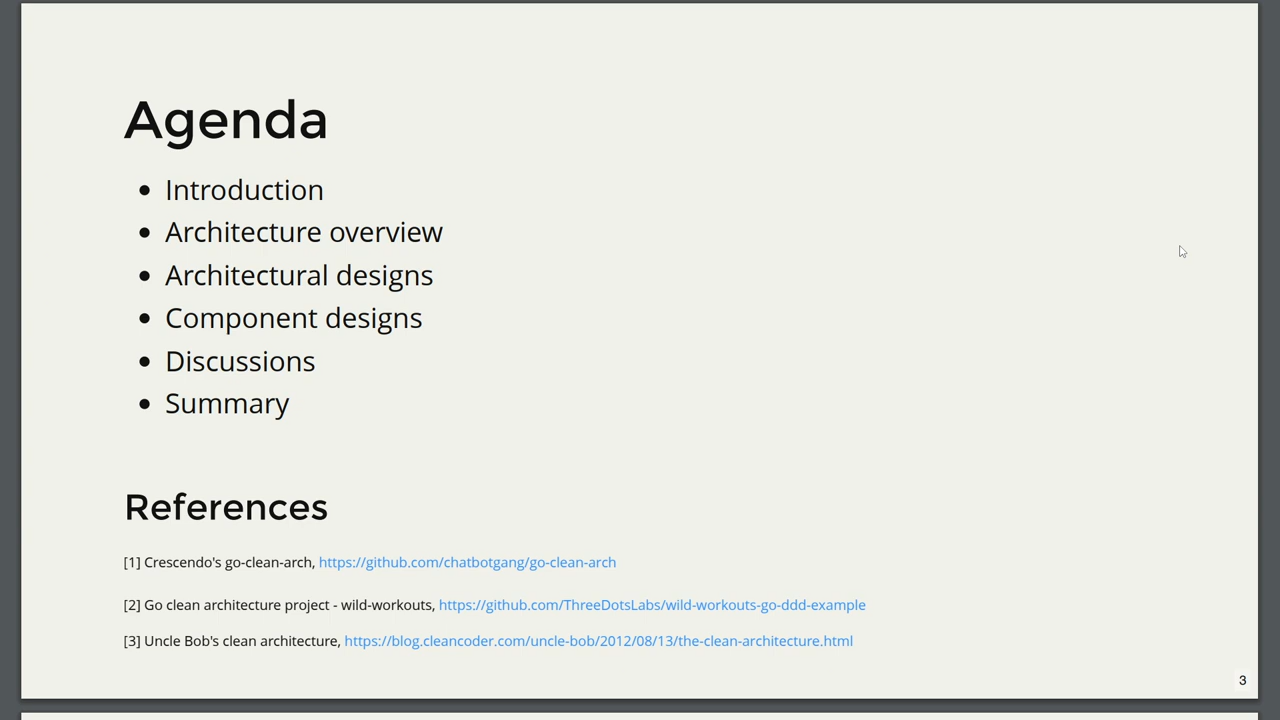 Agenda
• Introduction
• Architecture overview
• Architectural designs
• Component designs
• Discussions
• Summary
References
[1] Crescendo's go-clean-arch, https://github.com/chatbotgang/go-clean-arch
[2] Go clean architecture project - wild-workouts, https://github.com/ThreeDotsLabs/wild-workouts-go-ddd-example
[3] Uncle Bob's clean architecture, https://blog.cleancoder.com/uncle-bob/2012/08/13/the-clean-architecture.html
3